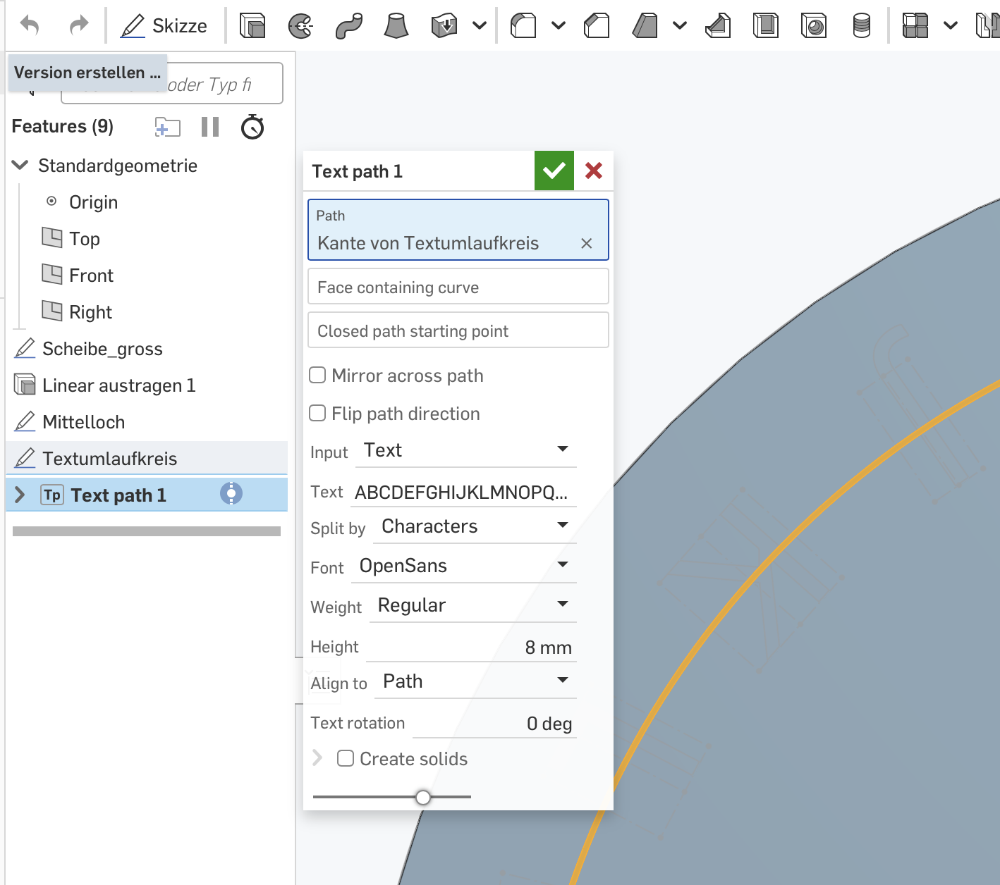 Skizze
Version erstellen ...
oder Typ fi
Features (9)
Standardgeometrie
Origin
Top
Front
Right
Scheibe_gross
Linear austragen 1
Mittelloch
Textumlaufkreis
Tp Text path 1
Text path 1
Path
Kante von Textumlaufkreis
Face containing curve
Closed path starting point
Mirror across path
Flip path direction
Input Text
Text ABCDEFGHIJKLMNOPQ...
Split by Characters
Font OpenSans
Weight Regular
Height 8 mm
Align to Path
Text rotation 0 deg
Create solids
J
K